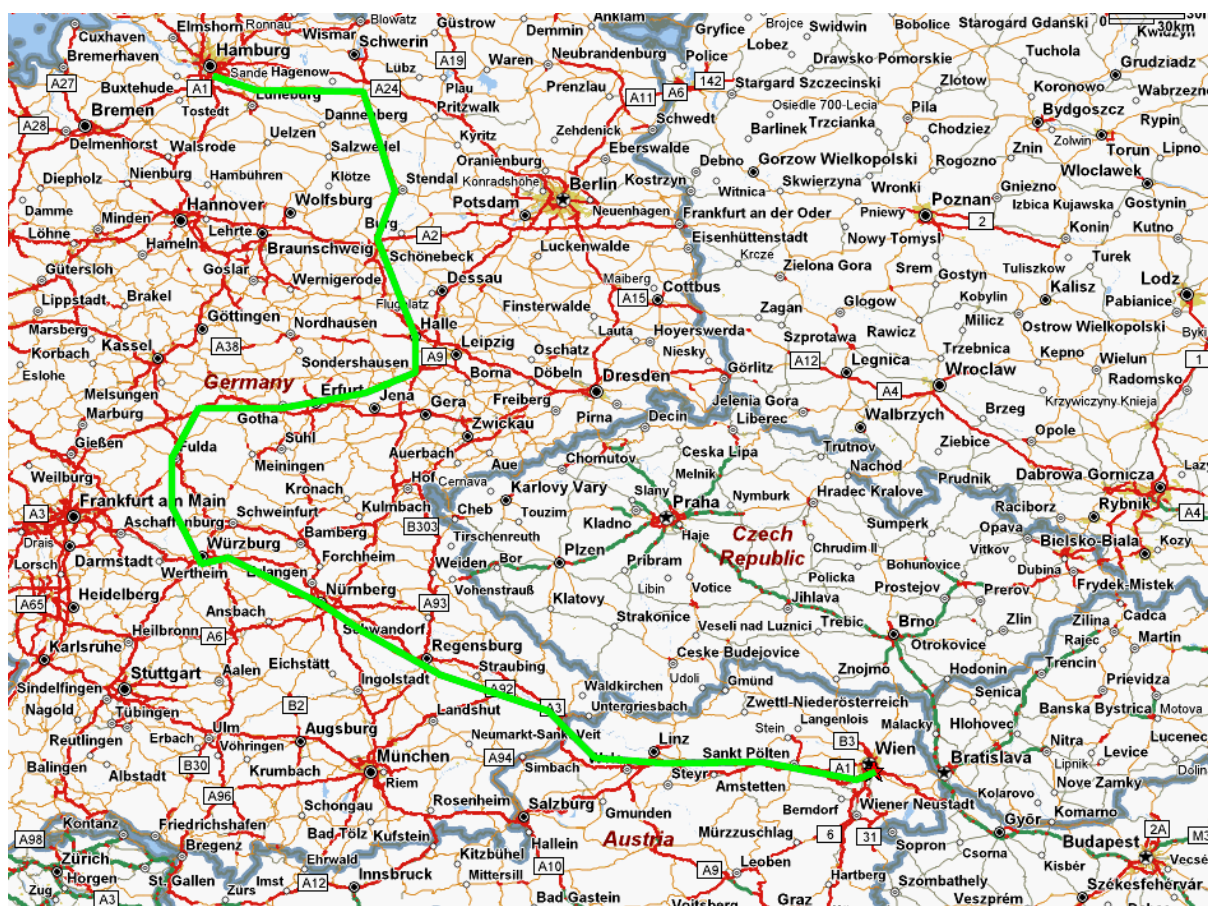 Cuxhaven
Elmshorn
Ronnau
Wismar
Blowatz
Güstrow
Demmin
Anklam
Gryfice
Brojce
Swidwin
Bobolice
Starogard Gdanski
0
30km
Bremerhaven
Hamburg
Schwerin
Neubrandenburg
Police
Lobez
Drawsko Pomorskie
Tuchola
A27
Sande
Hagenow
Lübz
A19
Waren
142
Stargard Szczecinski
Zlotow
Grudziadz
Buxtehude
A1
Lüneburg
A24
Plau
Prenzlau
A11
A6
Koronowo
Wabrzezno
Bremen
Tostedt
Dannenberg
Pritzwalk
Schwedt
Osiedle 700-Lecia
Pila
Bydgoszcz
Rypin
A28
Uelzen
Kyritz
Zehdenick
Barlinek
Trzcianka
Chodziez
Zolwin
Torun
Delmenhorst
Walsrode
Salzwedel
Oranienburg
Eberswalde
Debno
Gorzow Wielkopolski
Rogozno
Znin
Lipno
Diepholz
Nienburg
Hambühren
Klötze
Stendal
Konradshöhe
Berlin
Kostrzyn
Witnica
Skwierzyna
Wronki
Gniezno
Wloclawek
Damme
Minden
Hannover
Wolfsburg
Potsdam
Neuenhagen
Frankfurt an der Oder
Pniewy
Poznan
Izbica Kujawska
Gostynin
Löhne
Lehrte
Burg
A2
2
Konin
Kutno
Hameln
Braunschweig
Luckenwalde
Eisenhüttenstadt
Nowy Tomysl
Gütersloh
Goslar
Schönebeck
Krcze
Srem
Turek
Wernigerode
Dessau
Maiberg
Zielona Gora
Gostyn
Tuliszkow
Lodz
Lippstadt
Brakel
Flugplatz
Finsterwalde
A15
Cottbus
Zagan
Glogow
Kobylin
Kalisz
Pabianice
Marsberg
Göttingen
Nordhausen
Halle
Lauta
Hoyerswerda
Szprotawa
Rawicz
Milicz
Ostrow Wielkopolski
Korbach
Kassel
A38
A9
Leipzig
Oschatz
Niesky
A12
Legnica
Trzebnica
Kepno
Wielun
1
Eslohe
Sondershausen
Borna
Döbeln
Görlitz
A4
Wroclaw
Radomsko
Melsungen
Germany
Erfurt
Dresden
Marburg
Gotha
Jena
Gera
Freiberg
Pirna
Decin
Jelenia Gora
Liberec
Walbrzych
Brzeg
Krzywiczyny-Knieja
Gießen
Suhl
Zwickau
Trutnov
Ziebice
Opole
Fulda
Meiningen
Auerbach
Aue
Chomutov
Ceska Lipa
Nachod
Prudnik
Dabrowa Gornicza
Weilburg
Hof
Cernava
Melnik
Frankfurt am Main
Kronach
Karlovy Vary
Slany
Praha
Nymburk
Hradec Kralove
Raciborz
Rybnik
A3
Aschaffenburg
Schweinfurt
Kulmbach
Cheb
Touzim
Kladno
Sumperk
Opava
A4
Drais
Bamberg
B303
Haje
Czech
Republic
Bielsko-Biala
Kozy
Lorsch
Darmstadt
Würzburg
Forchheim
Tirschenreuth
Bor
Plzen
Pribram
Chrudim II
Vitkov
Wertheim
Erlangen
Weiden
Bohunovice
Dubina
A65
Heidelberg
Nürnberg
Vohenstrauß
Klatovy
Libin
Votice
Policka
Prostejov
Prerov
Frydek-Mistek
Ansbach
A93
Strakonice
Jihlava
Zlin
Cadca
Heilbronn
A6
Schwandorf
Veseli nad Luznici
Trebic
Brno
Zilina
Karlsruhe
Regensburg
Otrokovice
Rajec
Martin
Aalen
Eichstätt
Straubing
Ceske Budejovice
Znojmo
Hodonin
Trencin
Stuttgart
Sindelfingen
Ingolstadt
A92
Waldkirchen
Udoli
Gmünd
Senica
Prievidza
Nagold
Tübingen
B2
A3
Untergriesbach
Zwettl-Niederösterreich
Banska Bystrica
Motova
Landshut
Langenlois
Malacky
Hlohovec
Reutlingen
Erbach
Ulm
Augsburg
Stein
Lucenec
Vöhringen
Neumarkt-Sankt Veit
Linz
B3
Wien
Nitra
Levice
Balingen
B30
München
A94
Simbach
Wels
Sankt Pölten
A1
Bratislava
Lipnik
Albstadt
Krumbach
Riem
Steyr
Amstetten
Nove Zamky
A96
Rosenheim
Salzburg
Berndorf
Wiener Neustadt
Kolarovo
Schongau
Gmunden
Komarno
Kontanz
Friedrichshafen
Bad Tölz
Kufstein
Hallein
Austria
Mürzzuschlag
6
31
Győr
Budapest
2A
M3
A98
Bregenz
Ehrwald
Kitzbühel
Sopron
Csorna
Zürich
A10
Leoben
Kisbér
Horgen
St. Gallen
Imst
A12
Innsbruck
Mittersill
A9
Hartberg
Szombathely
Székesfehérvár
Zug
A3
Zürs
Bad Gastein
Voitsberg
Graz
Veszprém